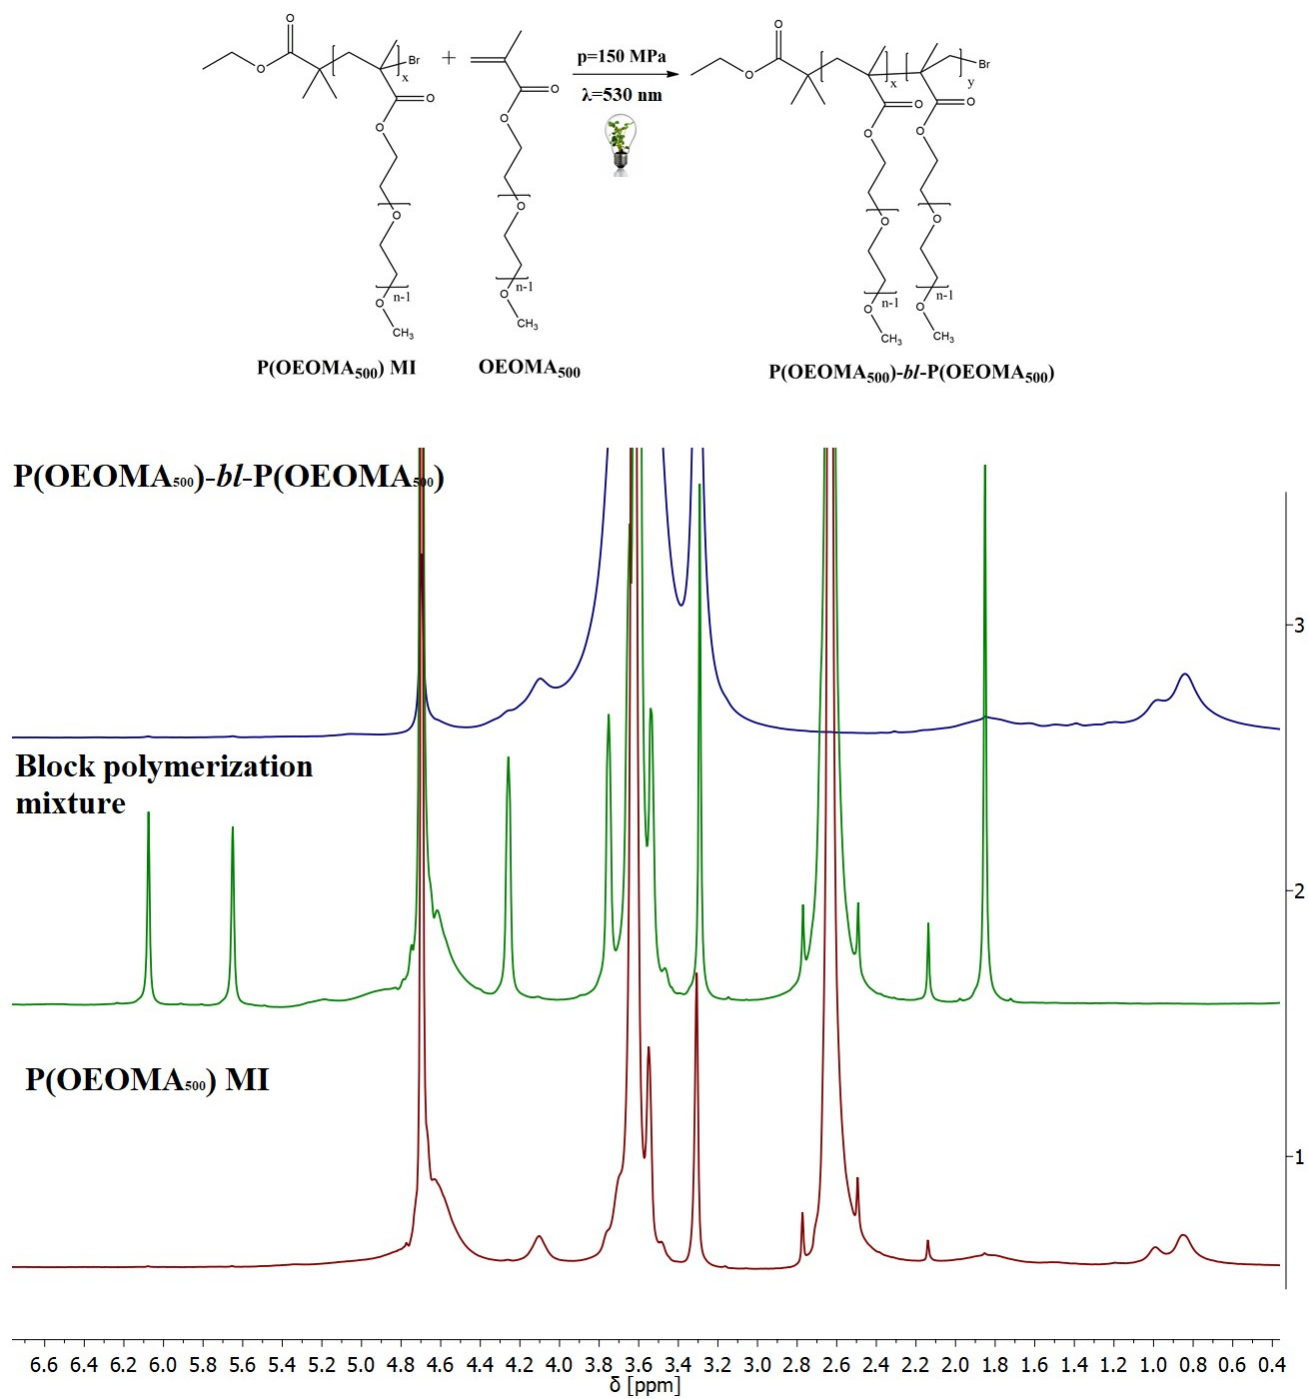 O
O
Br
x
O
O
O
n-1
O
CH₃
+
O
O
O
n-1
O
CH₃
p=150 MPa
λ=530 nm
O
O
x
y
Br
O
O
O
O
O
O
n-1
n-1
O
O
CH₃
CH₃
P(OEOMA₅₀₀) MI
OEOMA₅₀₀
P(OEOMA₅₀₀)-bl-P(OEOMA₅₀₀)
P(OEOMA₅₀₀)-bl-P(OEOMA₅₀₀)
3
Block polymerization
mixture
2
P(OEOMA₅₀₀) MI
1
6.6 6.4 6.2 6.0 5.8 5.6 5.4 5.2 5.0 4.8 4.6 4.4 4.2 4.0 3.8 3.6 3.4 3.2 3.0 2.8 2.6 2.4 2.2 2.0 1.8 1.6 1.4 1.2 1.0 0.8 0.6 0.4
δ [ppm]